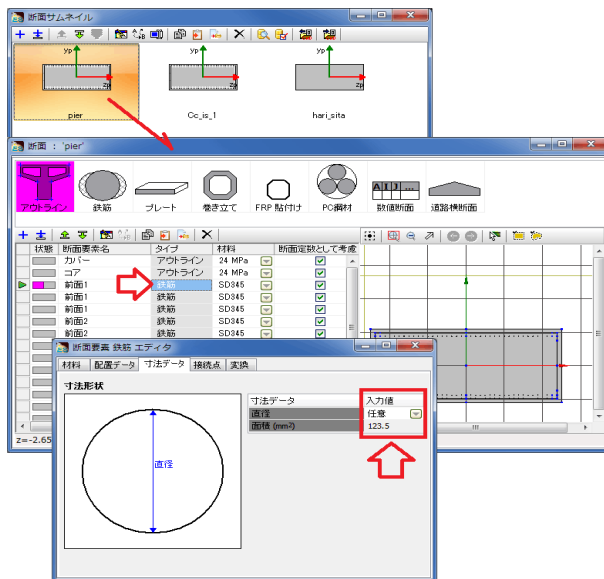 断面サムネイル
yp
zp
pier
yp
zp
Cc_is_1
yp
zp
hari_sita
断面 : 'pier'
アウトライン
鉄筋
プレート
巻き立て
FRP 貼付け
PC鋼材
A I J ...
数値断面
道路横断面
状態 断面要素名 タイプ 材料 断面定数として考慮
カバー アウトライン 24 MPa
コア アウトライン 24 MPa
前面1 鉄筋 SD345
前面1 鉄筋 SD345
前面1 鉄筋 SD345
前面2 鉄筋 SD345
前面2 鉄筋 SD345
z=-2.65
断面要素 鉄筋 エディタ
材料 配置データ 寸法データ 接続点 変換
寸法形状
直径
寸法データ 入力値
直径 任意
面積 (mm2) 123.5